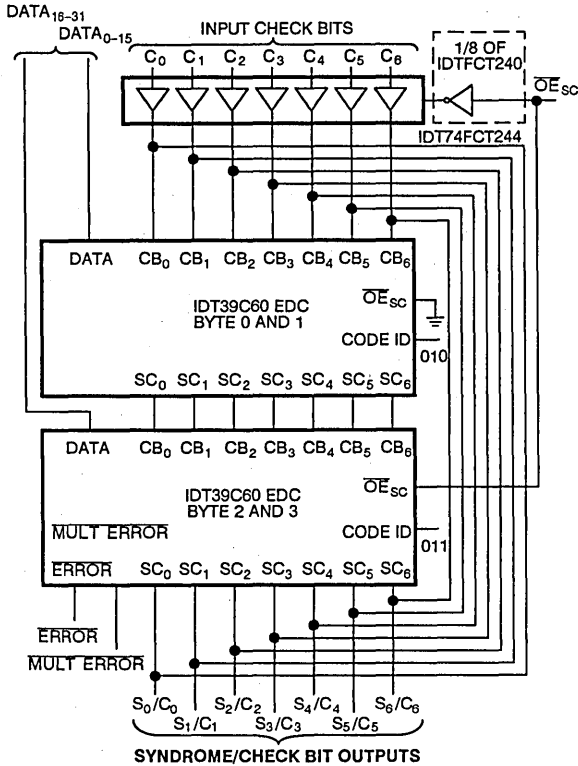 DATA16–31
DATA0–15
INPUT CHECK BITS
C0 C1 C2 C3 C4 C5 C6
1/8 OF
IDTFCT240
OESC
IDT74FCT244
DATA CB0 CB1 CB2 CB3 CB4 CB5 CB6
IDT39C60 EDC
BYTE 0 AND 1
OESC
CODE ID
010
SC0 SC1 SC2 SC3 SC4 SC5 SC6
DATA CB0 CB1 CB2 CB3 CB4 CB5 CB6
IDT39C60 EDC
BYTE 2 AND 3
OESC
MULT ERROR
CODE ID
011
ERROR SC0 SC1 SC2 SC3 SC4 SC5 SC6
ERROR
MULT ERROR
S0/C0 S2/C2 S4/C4 S6/C6
S1/C1 S3/C3 S5/C5
SYNDROME/CHECK BIT OUTPUTS